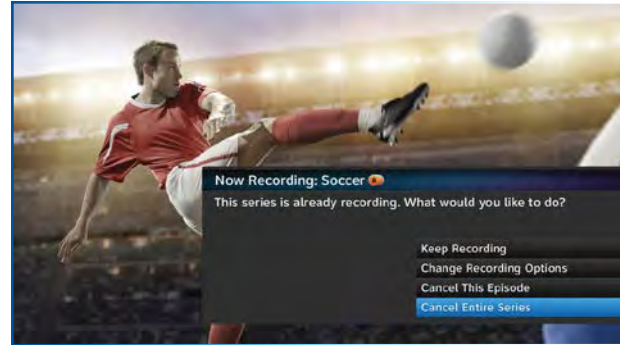 Now Recording: Soccer
This series is already recording. What would you like to do?
Keep Recording
Change Recording Options
Cancel This Episode
Cancel Entire Series